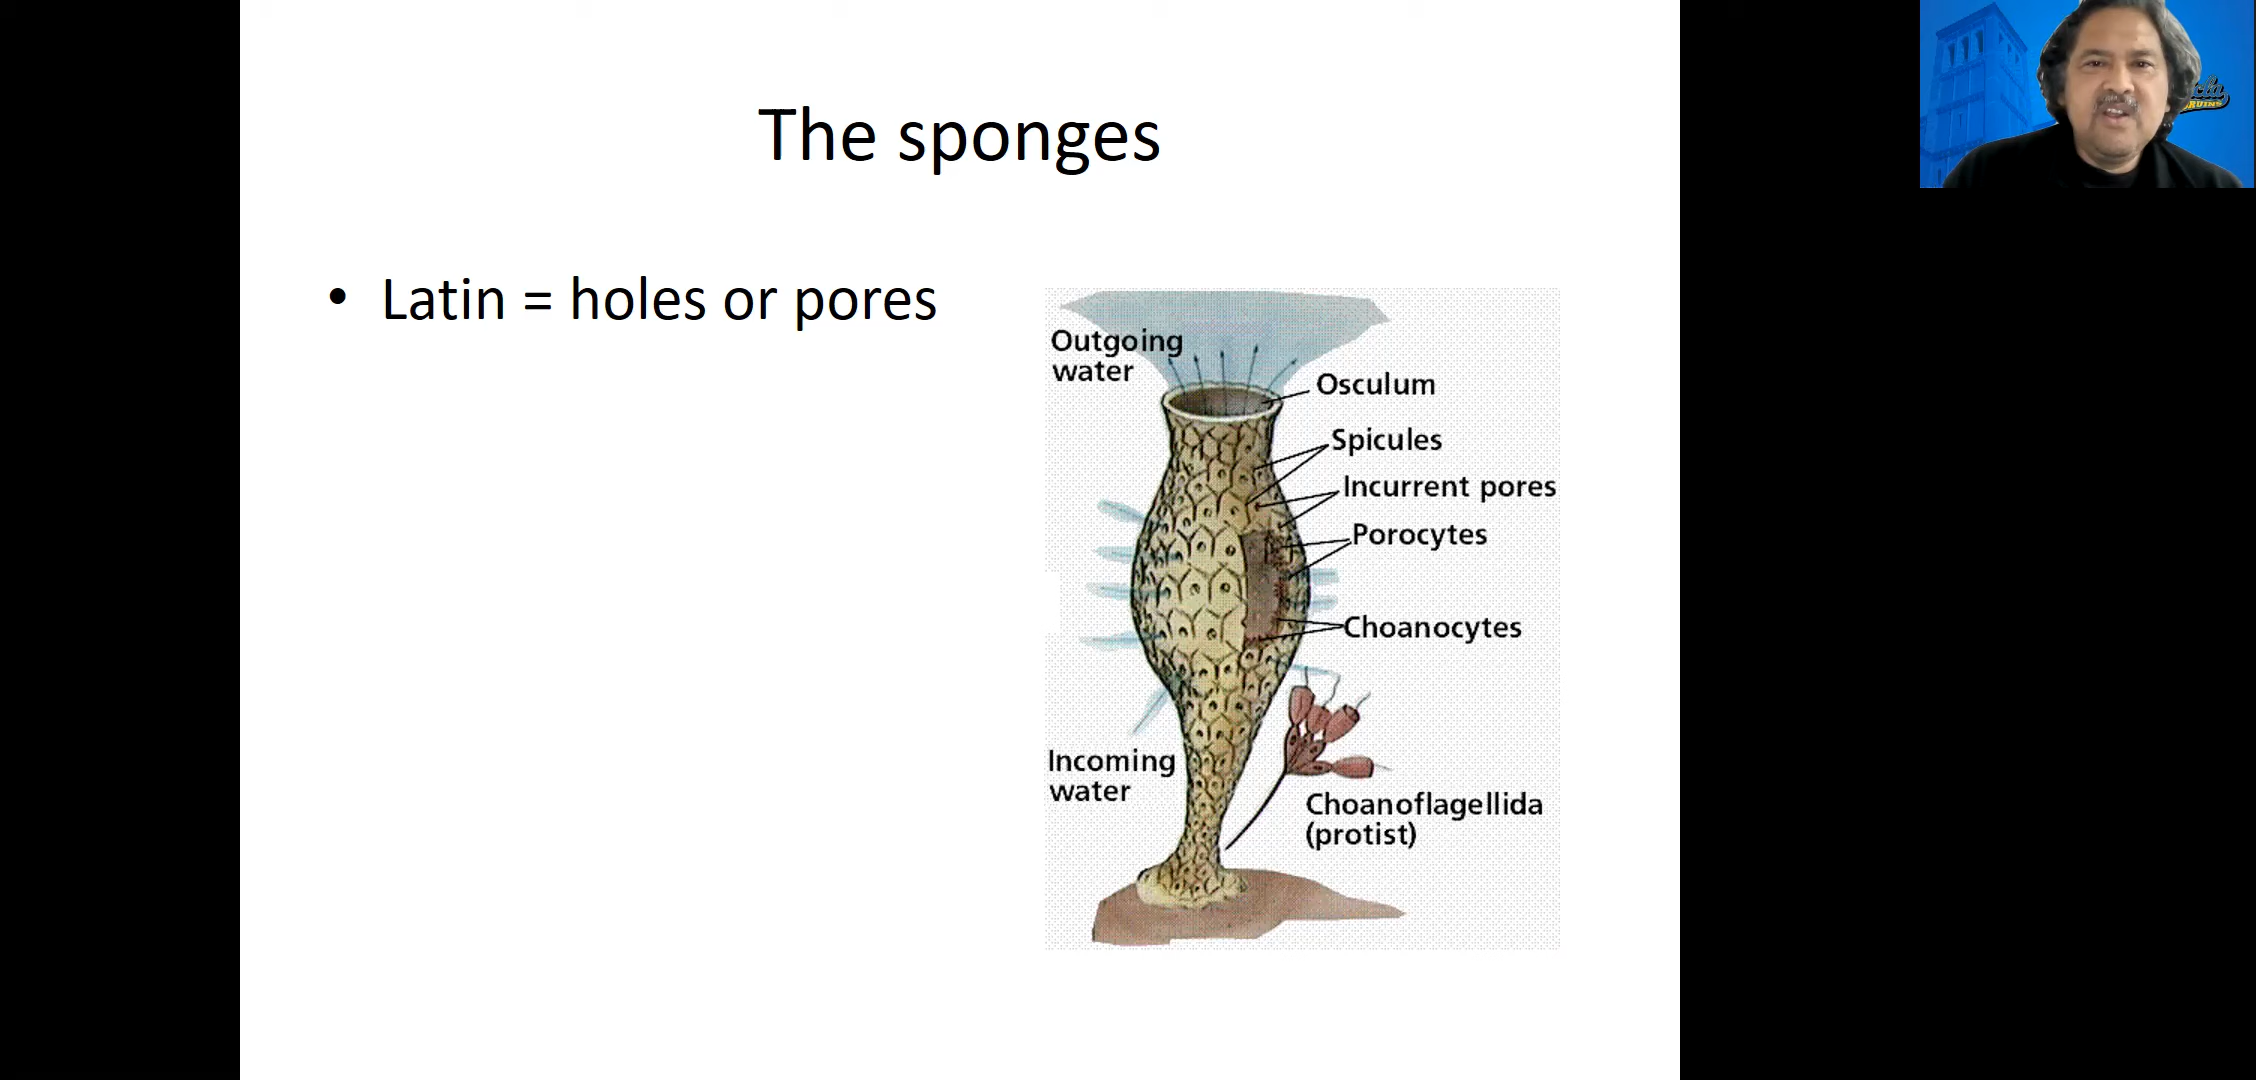 The sponges
• Latin = holes or pores
Outgoing
water
Osculum
Spicules
Incurrent pores
Porocytes
Choanocytes
Incoming
water
Choanoflagellida
(protist)